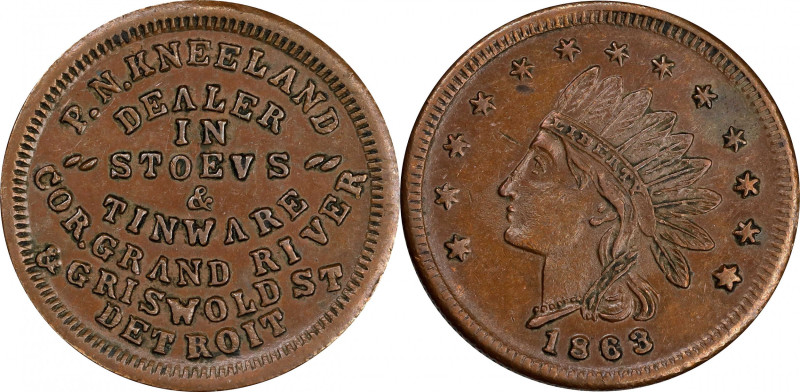 P.N.KNEELAND
DEALER
IN
STOEVS
&
TINWARE
COR.GRAND RIVER
& GRISWOLD ST
DETROIT
LIBERTY
1863